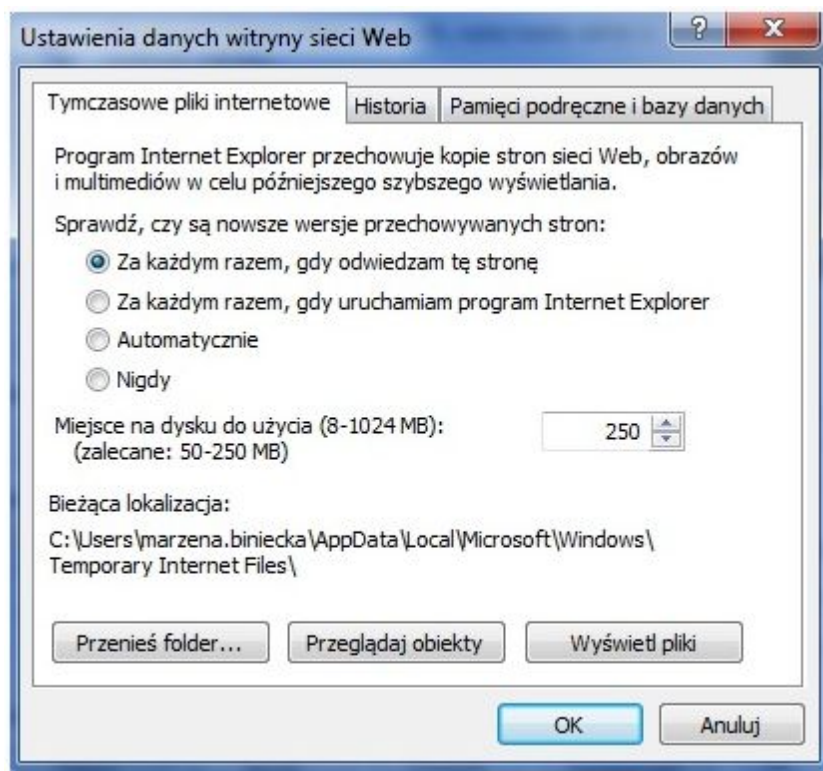 Ustawienia danych witryny sieci Web
Tymczasowe pliki internetowe Historia Pamięci podręczne i bazy danych
Program Internet Explorer przechowuje kopie stron sieci Web, obrazów
i multimediów w celu późniejszego szybszego wyświetlania.
Sprawdź, czy są nowsze wersje przechowywanych stron:
Za każdym razem, gdy odwiedzam tę stronę
Za każdym razem, gdy uruchamiam program Internet Explorer
Automatycznie
Nigdy
Miejsce na dysku do użycia (8-1024 MB): 250
(zalecane: 50-250 MB)
Bieżąca lokalizacja:
C:\Users\marzena.biniecka\AppData\Local\Microsoft\Windows\
Temporary Internet Files\
Przenieś folder... Przeglądaj obiekty Wyświetl pliki
OK Anuluj